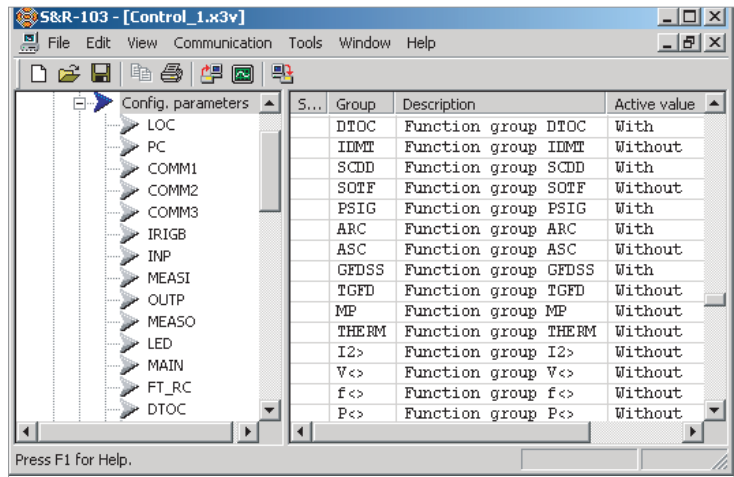 S&R-103 - [Control_1.x3v]
File Edit View Communication Tools Window Help
Config. parameters
LOC
PC
COMM1
COMM2
COMM3
IRIGB
INP
MEASI
OUTP
MEASO
LED
MAIN
FT_RC
DTOC
S... Group Description Active value
DTOC Function group DTOC With
IDMT Function group IDMT Without
SCDD Function group SCDD With
SOTF Function group SOTF Without
PSIG Function group PSIG With
ARC Function group ARC With
ASC Function group ASC Without
GFDSS Function group GFDSS With
TGFD Function group TGFD Without
MP Function group MP Without
THERM Function group THERM Without
I2> Function group I2> Without
V<> Function group V<> Without
f<> Function group f<> Without
P<> Function group P<> Without
Press F1 for Help.